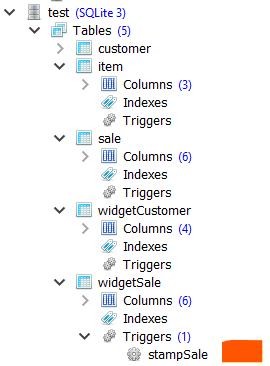 test (SQLite 3)
Tables (5)
customer
item
Columns (3)
Indexes
Triggers
sale
Columns (6)
Indexes
Triggers
widgetCustomer
Columns (4)
Indexes
Triggers
widgetSale
Columns (6)
Indexes
Triggers (1)
stampSale